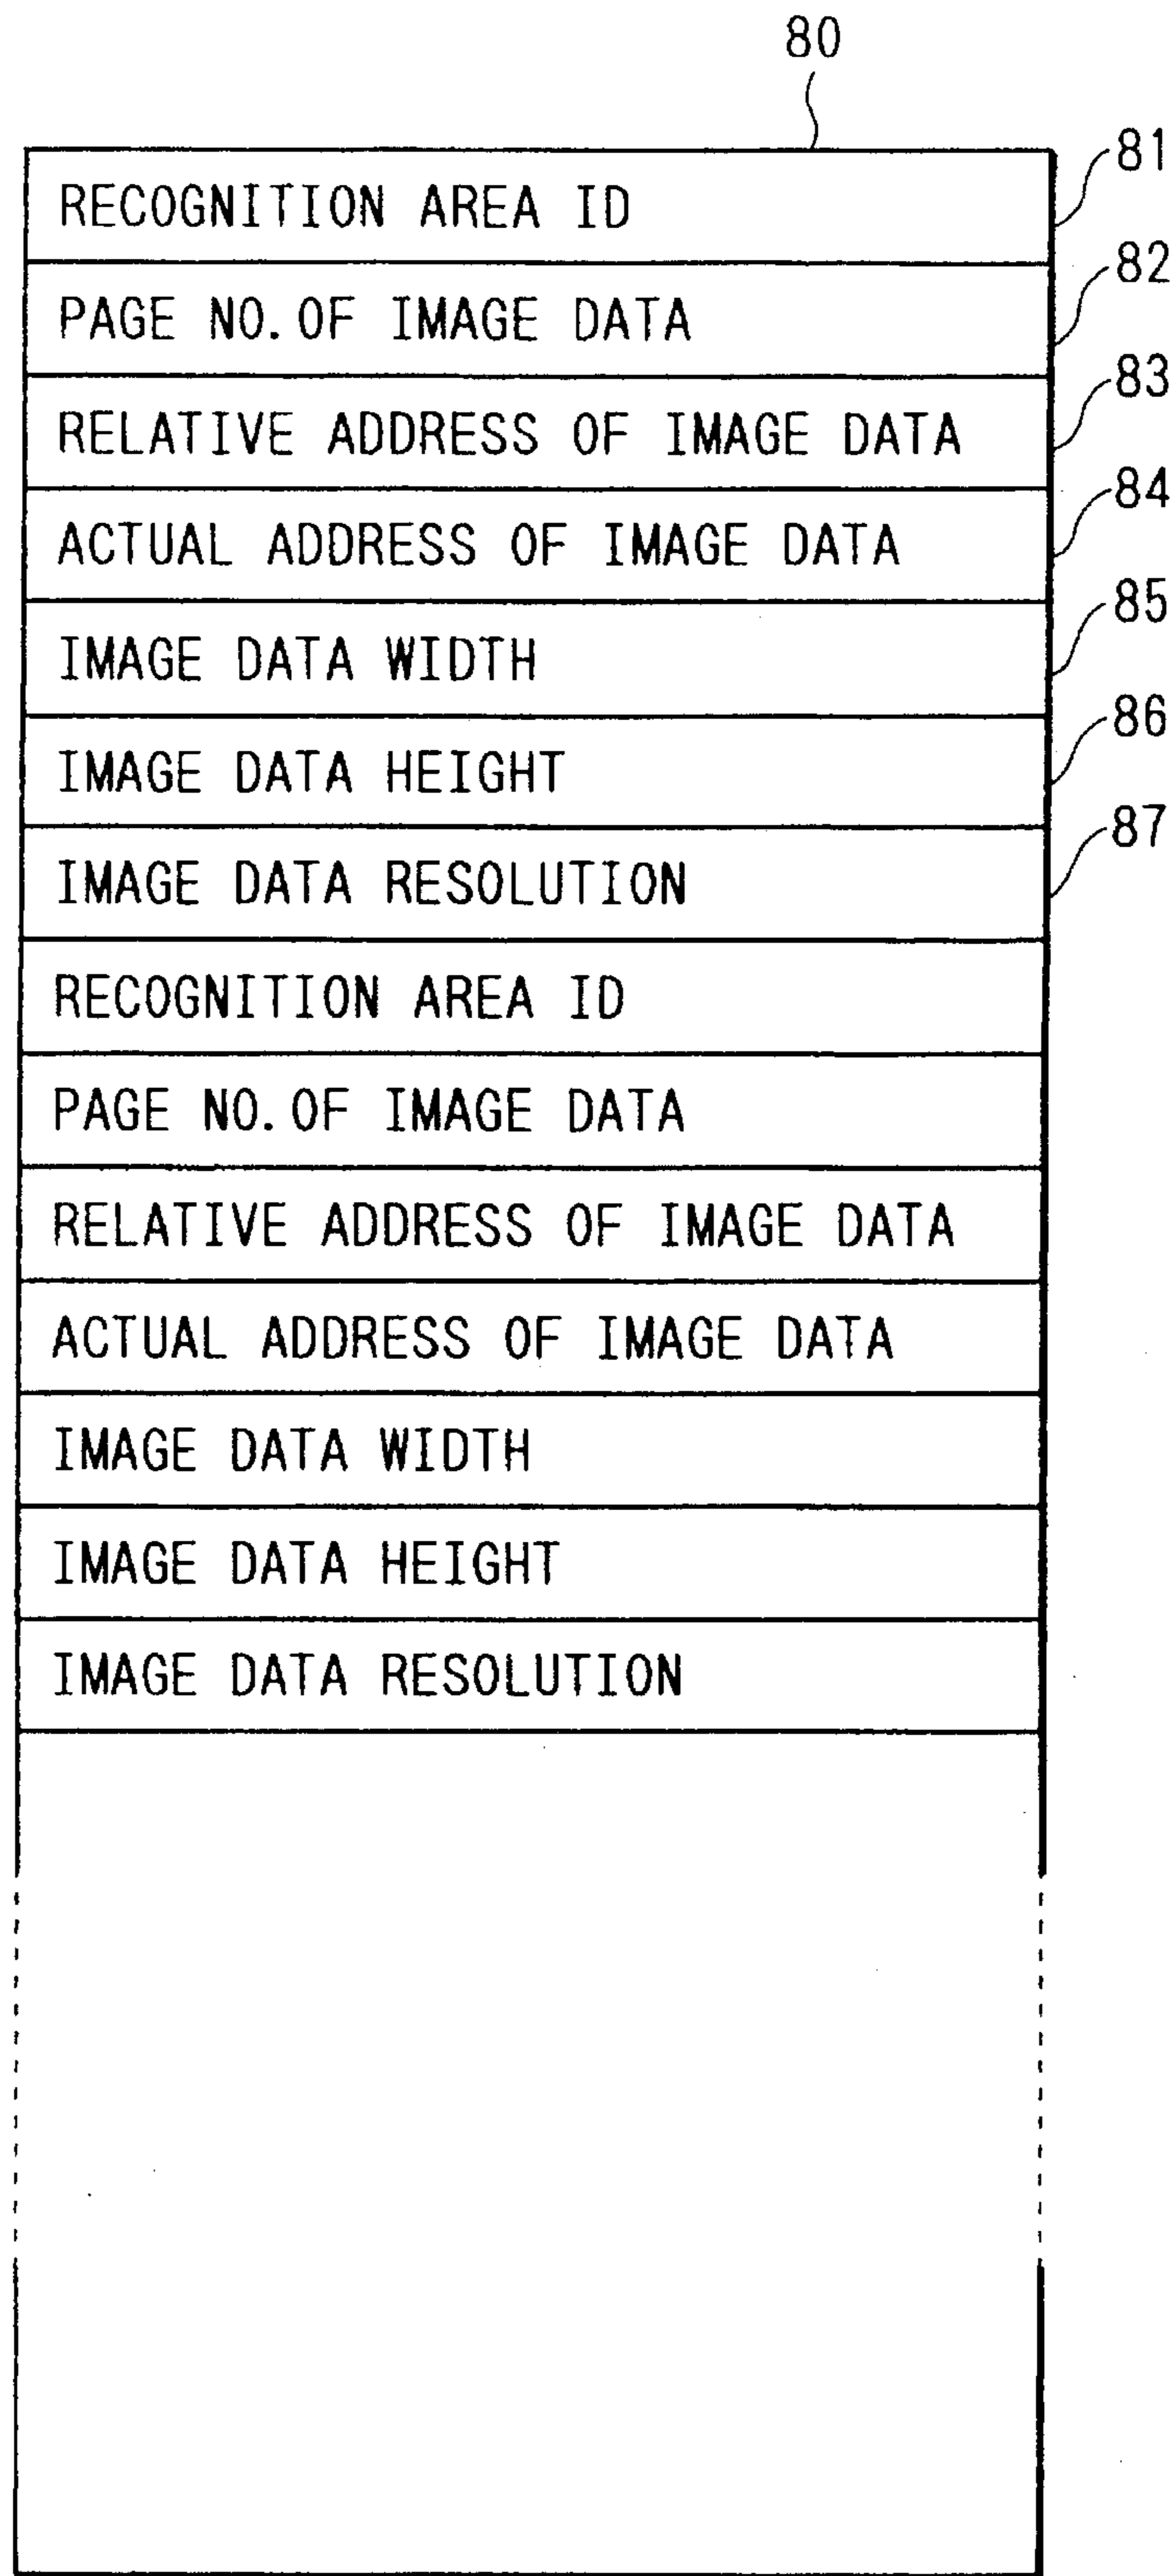 80
RECOGNITION AREA ID 81
PAGE NO. OF IMAGE DATA 82
RELATIVE ADDRESS OF IMAGE DATA 83
ACTUAL ADDRESS OF IMAGE DATA 84
IMAGE DATA WIDTH 85
IMAGE DATA HEIGHT 86
IMAGE DATA RESOLUTION 87
RECOGNITION AREA ID
PAGE NO. OF IMAGE DATA
RELATIVE ADDRESS OF IMAGE DATA
ACTUAL ADDRESS OF IMAGE DATA
IMAGE DATA WIDTH
IMAGE DATA HEIGHT
IMAGE DATA RESOLUTION